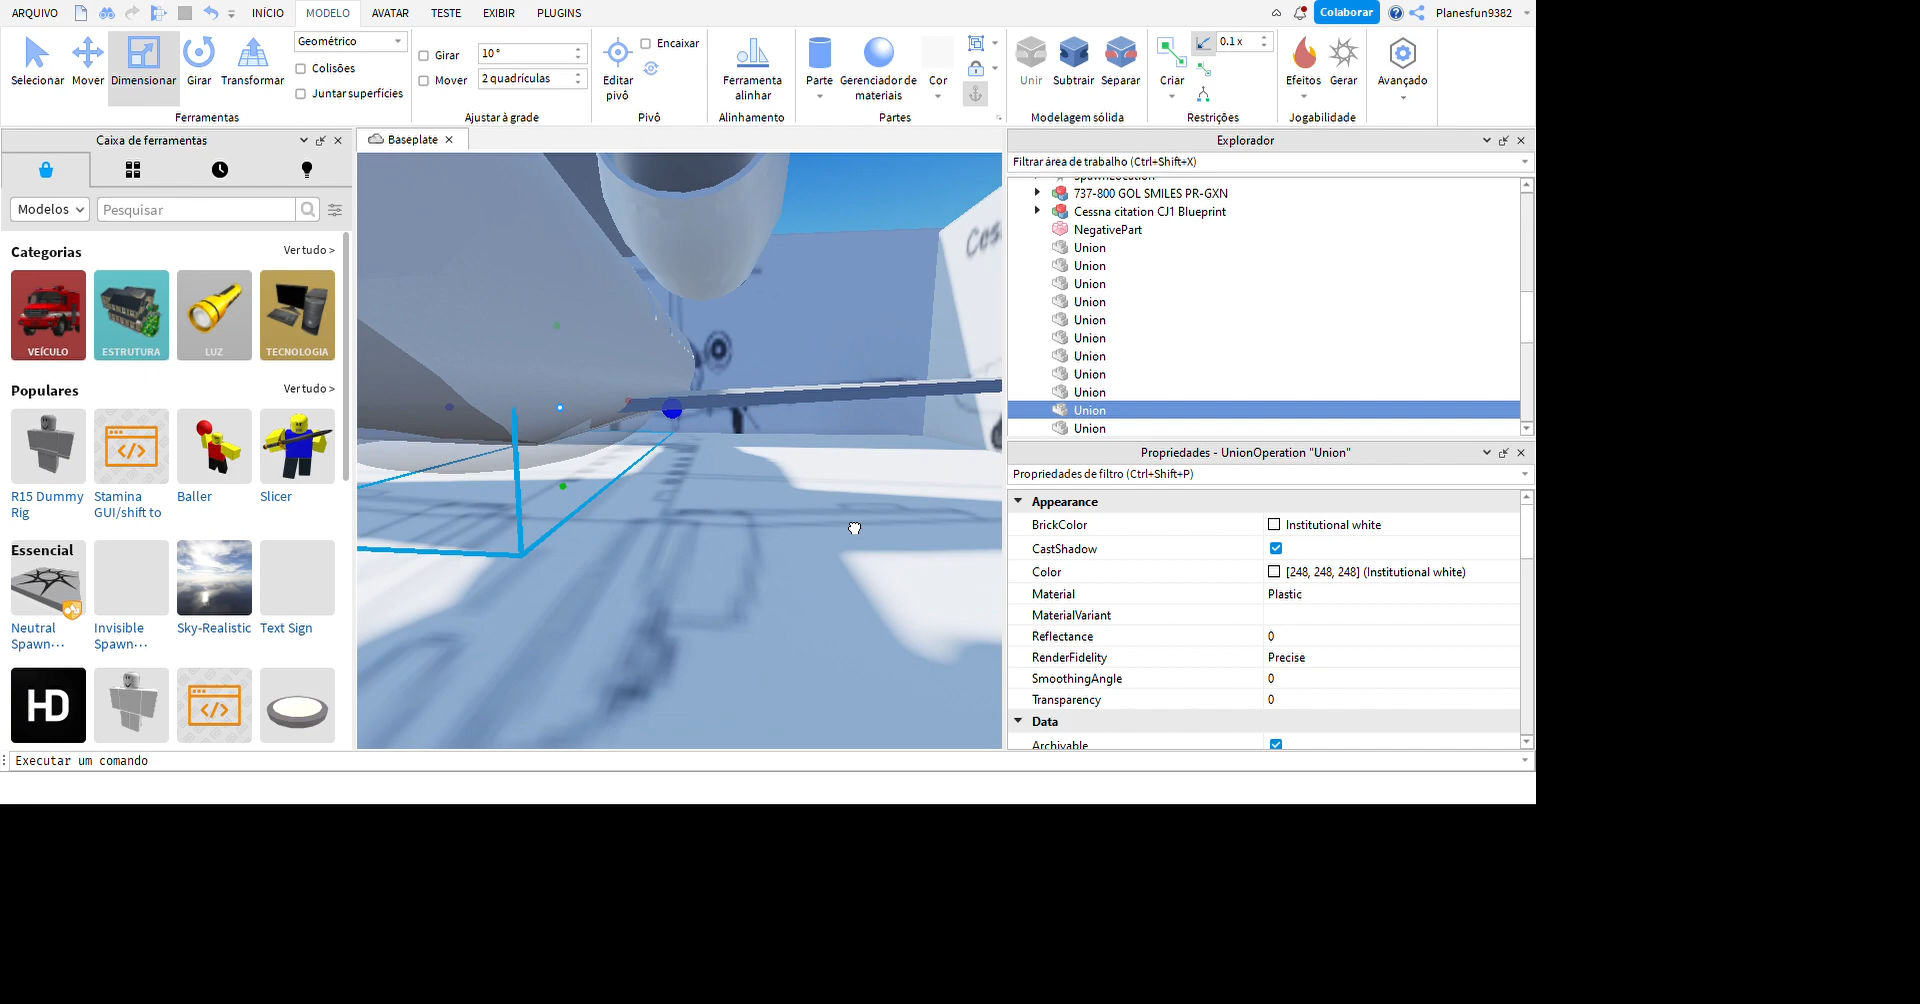 ARQUIVO INÍCIO MODELO AVATAR TESTE EXIBIR PLUGINS Colaborar Planesfun9382
Selecionar Mover Dimensionar Girar Transformar
Geométrico
Colisões
Juntar superfícies
Ferramentas
Girar 10 °
Mover 2 quadrículas
Ajustar à grade
Editar pivô
Encaixar
Pivô
Ferramenta alinhar
Alinhamento
Parte
Gerenciador de materiais
Cor
Partes
Unir Subtrair Separar
Modelagem sólida
Criar
0.1 x
Restrições
Efeitos Gerar
Jogabilidade
Avançado
Caixa de ferramentas
Modelos Pesquisar
Categorias Ver tudo >
VEÍCULO ESTRUTURA LUZ TECNOLOGIA
Populares Ver tudo >
R15 Dummy Rig
Stamina GUI/shift to
Baller
Slicer
Essencial
Neutral Spawn...
Invisible Spawn...
Sky-Realistic
Text Sign
HD
Baseplate
Explorador
Filtrar área de trabalho (Ctrl+Shift+X)
SpawnLocation
737-800 GOL SMILES PR-GXN
Cessna citation CJ1 Blueprint
NegativePart
Union
Union
Union
Union
Union
Union
Union
Union
Union
Union
Union
Propriedades - UnionOperation "Union"
Propriedades de filtro (Ctrl+Shift+P)
Appearance
BrickColor Institutional white
CastShadow
Color [248, 248, 248] (Institutional white)
Material Plastic
MaterialVariant
Reflectance 0
RenderFidelity Precise
SmoothingAngle 0
Transparency 0
Data
Archivable
Executar um comando